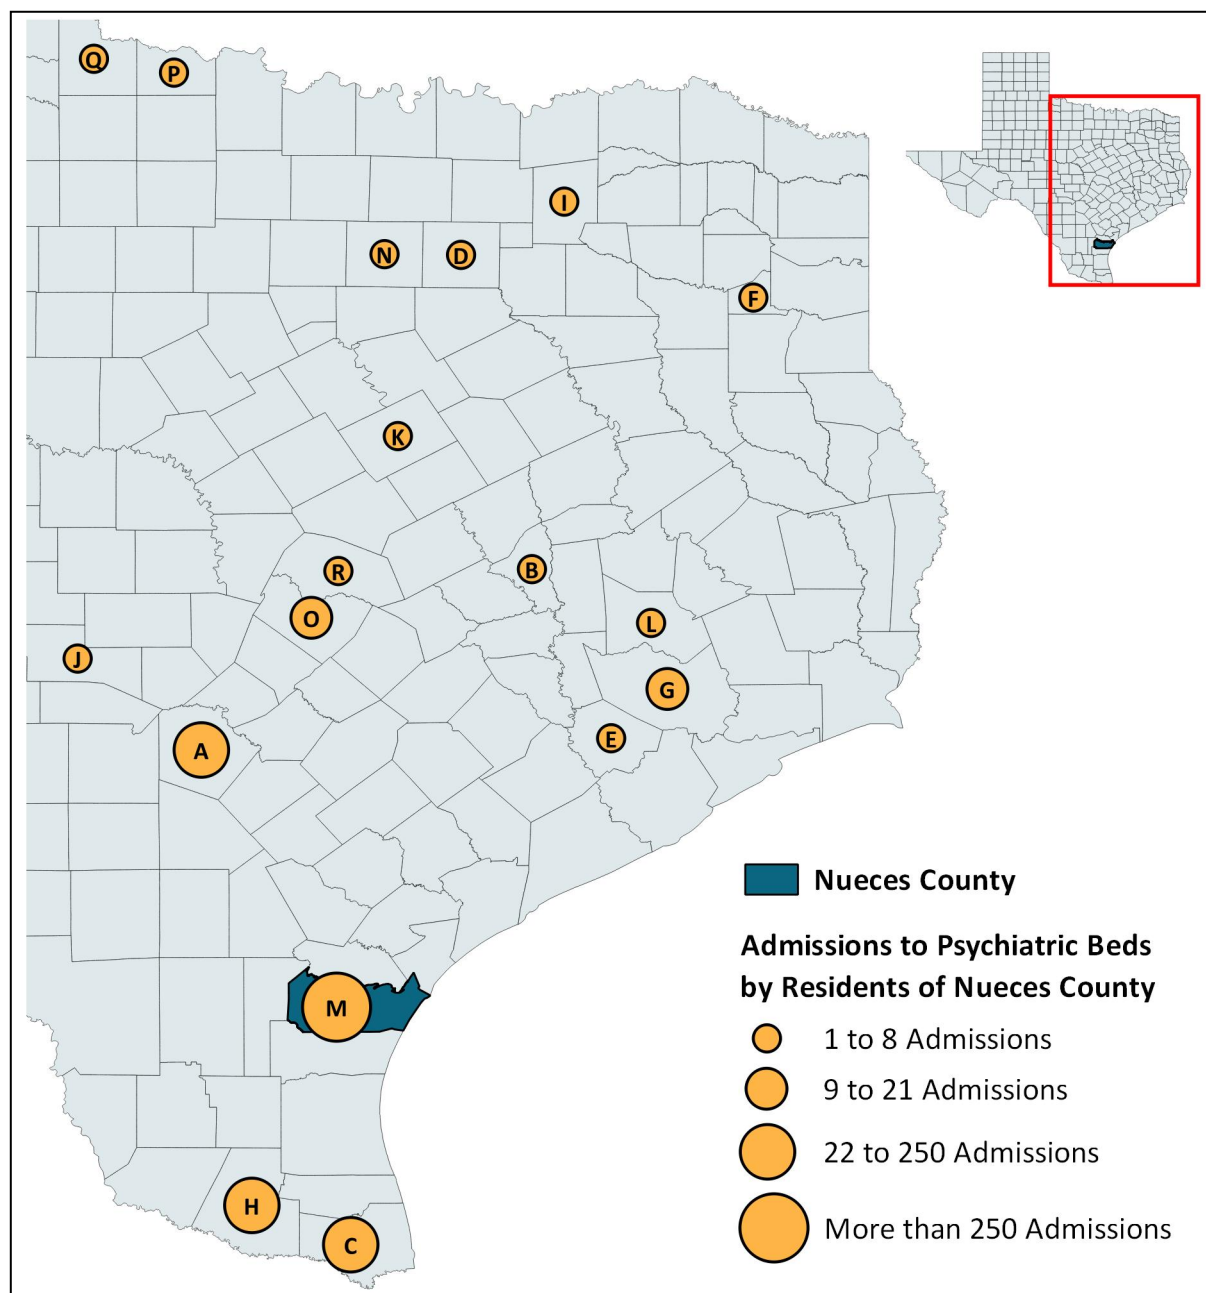 Q
P
I
N
D
F
K
B
R
O
L
J
G
E
A
M
H
C
Nueces County
Admissions to Psychiatric Beds
by Residents of Nueces County
1 to 8 Admissions
9 to 21 Admissions
22 to 250 Admissions
More than 250 Admissions